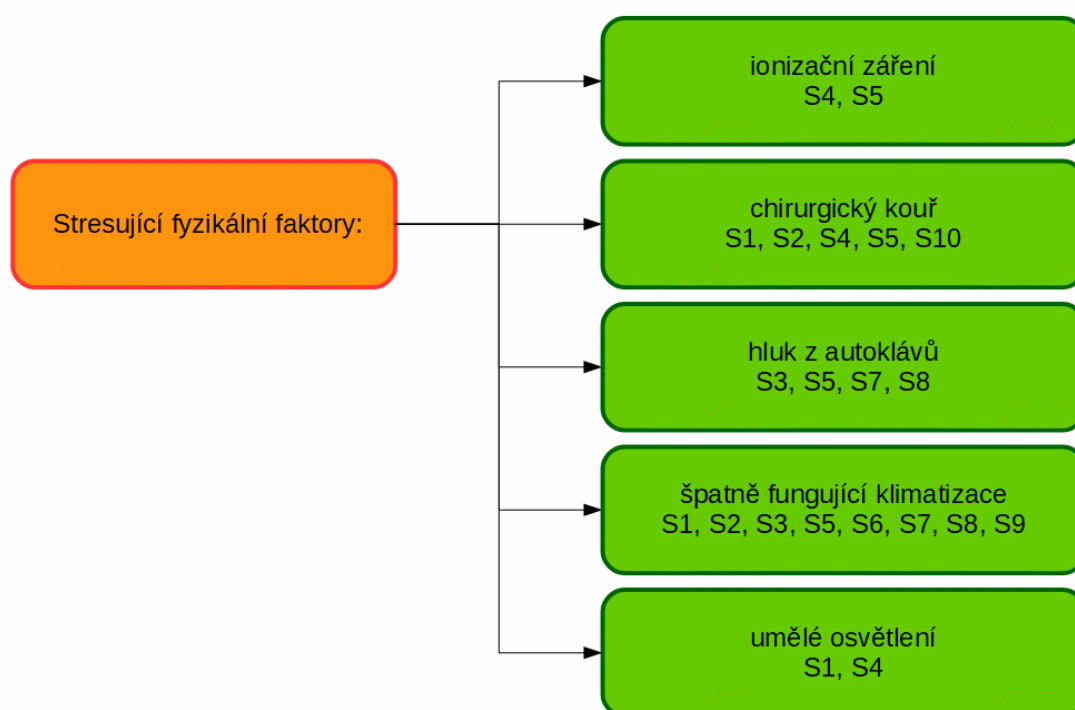 Stresující fyzikální faktory:
ionizační záření
S4, S5
chirurgický kouř
S1, S2, S4, S5, S10
hluk z autoklávů
S3, S5, S7, S8
špatně fungující klimatizace
S1, S2, S3, S5, S6, S7, S8, S9
umělé osvětlení
S1, S4